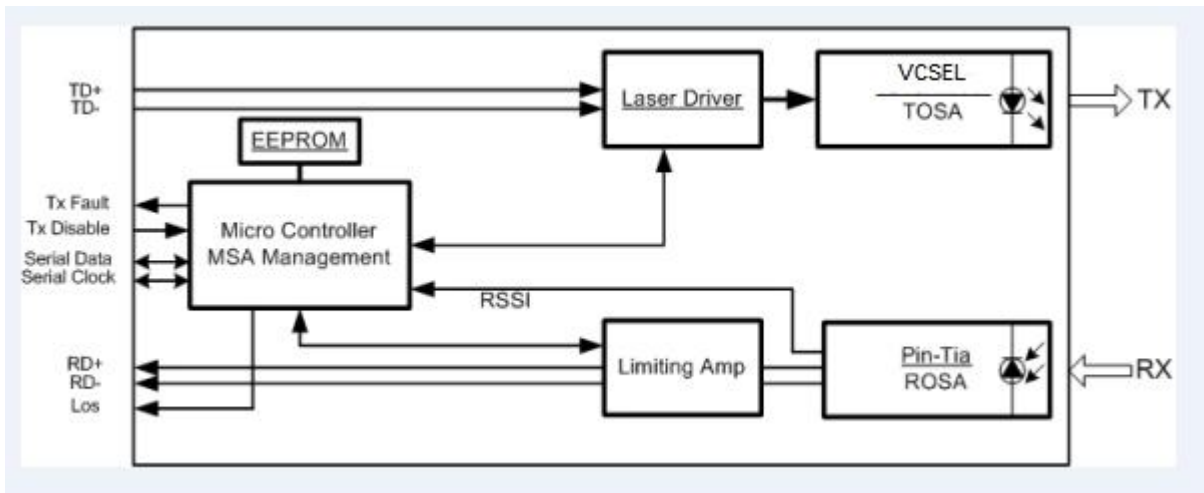 TD+
TD-
Laser Driver
VCSEL
TOSA
TX
EEPROM
Tx Fault
Tx Disable
Serial Data
Serial Clock
Micro Controller
MSA Management
RSSI
RD+
RD-
Los
Limiting Amp
Pin-Tia
ROSA
RX